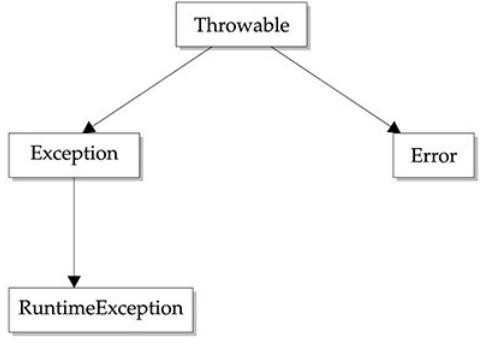 Throwable
Exception
Error
RuntimeException